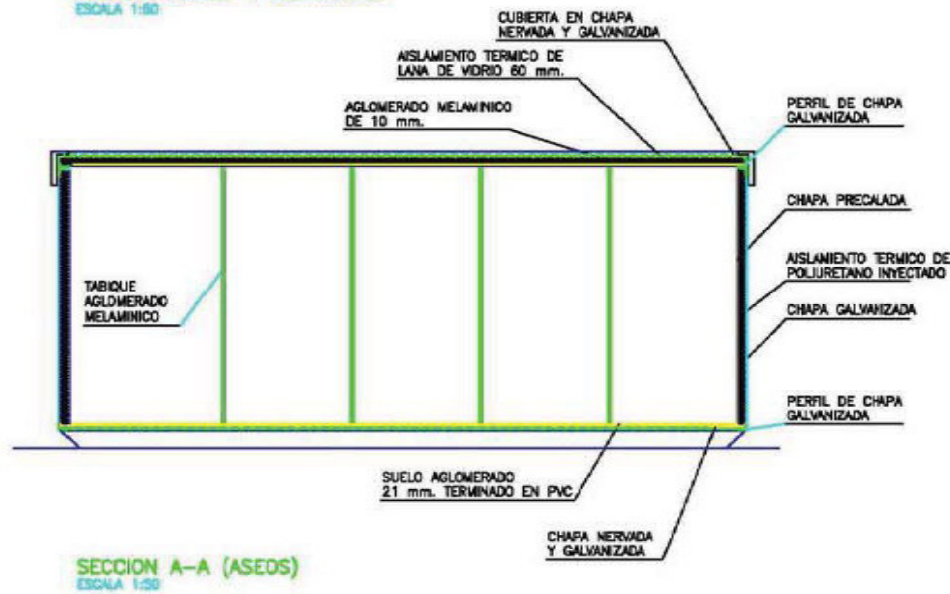 ESCALA 1:50
CUBIERTA EN CHAPA
NERVADA Y GALVANIZADA
AISLAMIENTO TERMICO DE
LANA DE VIDRIO 60 mm.
AGLOMERADO MELAMINICO
DE 10 mm.
PERFIL DE CHAPA
GALVANIZADA
CHAPA PRECALADA
AISLAMIENTO TERMICO DE
POLIURETANO INYECTADO
TABIQUE
AGLOMERADO
MELAMINICO
CHAPA GALVANIZADA
PERFIL DE CHAPA
GALVANIZADA
SUELO AGLOMERADO
21 mm. TERMINADO EN PVC
CHAPA NERVADA
Y GALVANIZADA
SECCION A-A (ASEOS)
ESCALA 1:50